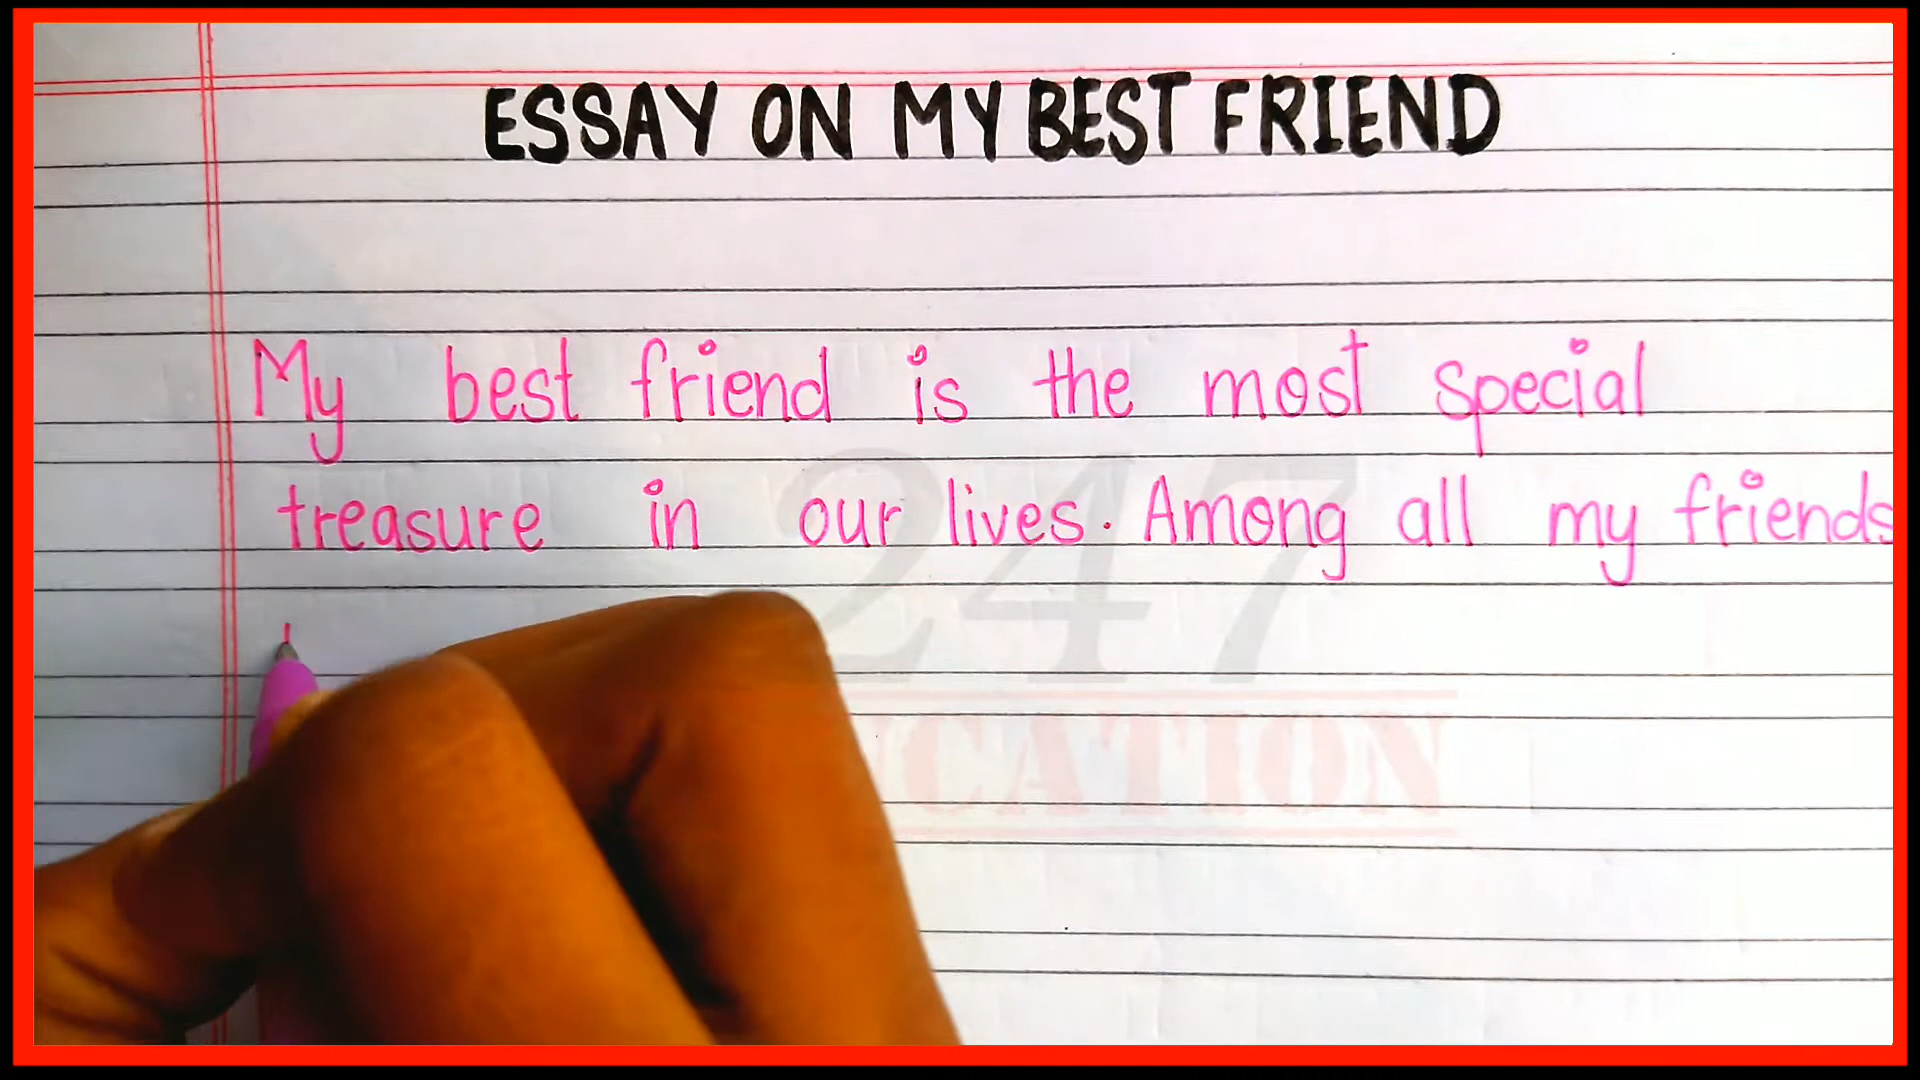 ESSAY ON MY BEST FRIEND
My best friend is the most special
treasure in our lives. Among all my friends
247